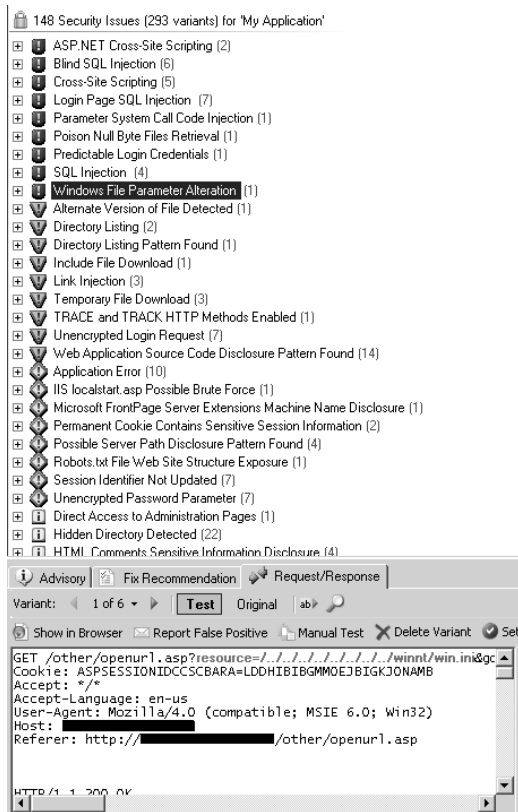 148 Security Issues (293 variants) for 'My Application'
ASP.NET Cross-Site Scripting (2)
Blind SQL Injection (6)
Cross-Site Scripting (5)
Login Page SQL Injection (7)
Parameter System Call Code Injection (1)
Poison Null Byte Files Retrieval (1)
Predictable Login Credentials (1)
SQL Injection (4)
Windows File Parameter Alteration (1)
Alternate Version of File Detected (1)
Directory Listing (2)
Directory Listing Pattern Found (1)
Include File Download (1)
Link Injection (3)
Temporary File Download (3)
TRACE and TRACK HTTP Methods Enabled (1)
Unencrypted Login Request (7)
Web Application Source Code Disclosure Pattern Found (14)
Application Error (10)
IIS localstart.asp Possible Brute Force (1)
Microsoft FrontPage Server Extensions Machine Name Disclosure (1)
Permanent Cookie Contains Sensitive Session Information (2)
Possible Server Path Disclosure Pattern Found (4)
Robots.txt File Web Site Structure Exposure (1)
Session Identifier Not Updated (7)
Unencrypted Password Parameter (7)
Direct Access to Administration Pages (1)
Hidden Directory Detected (22)
HTML Comments Sensitive Information Disclosure (4)
Advisory Fix Recommendation Request/Response
Variant: 1 of 6 Test Original ab
Show in Browser Report False Positive Manual Test Delete Variant Set
GET /other/openurl.asp?resource=/../../../../../../../../winnt/win.ini&gc
Cookie: ASPSESSIONIDCCSCBARA=LDDHIBIBGMMOEJBIGKJONAMB
Accept: */*
Accept-Language: en-us
User-Agent: Mozilla/4.0 (compatible; MSIE 6.0; Win32)
Host:
Referer: http:// /other/openurl.asp
HTTP/1.1 200 OK